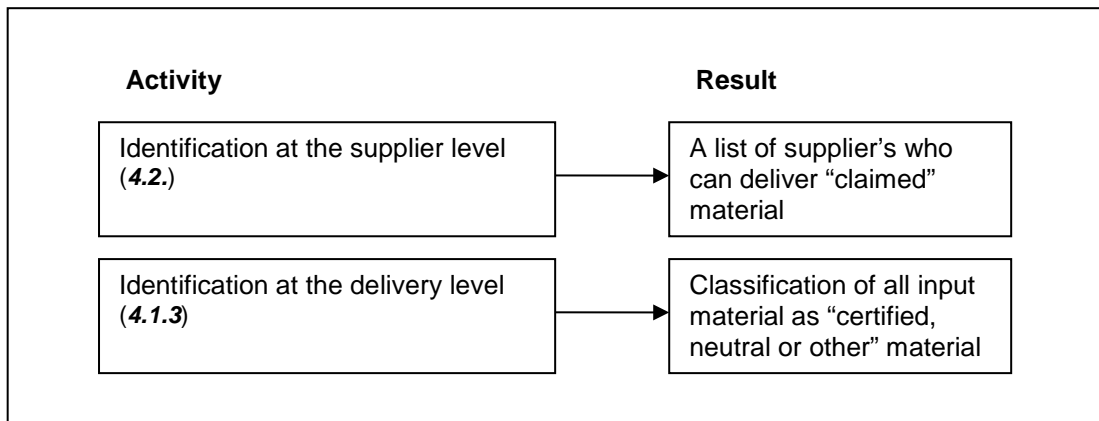 Activity
Result
Identification at the supplier level
(4.2.)
A list of supplier’s who
can deliver “claimed”
material
Identification at the delivery level
(4.1.3)
Classification of all input
material as “certified,
neutral or other” material